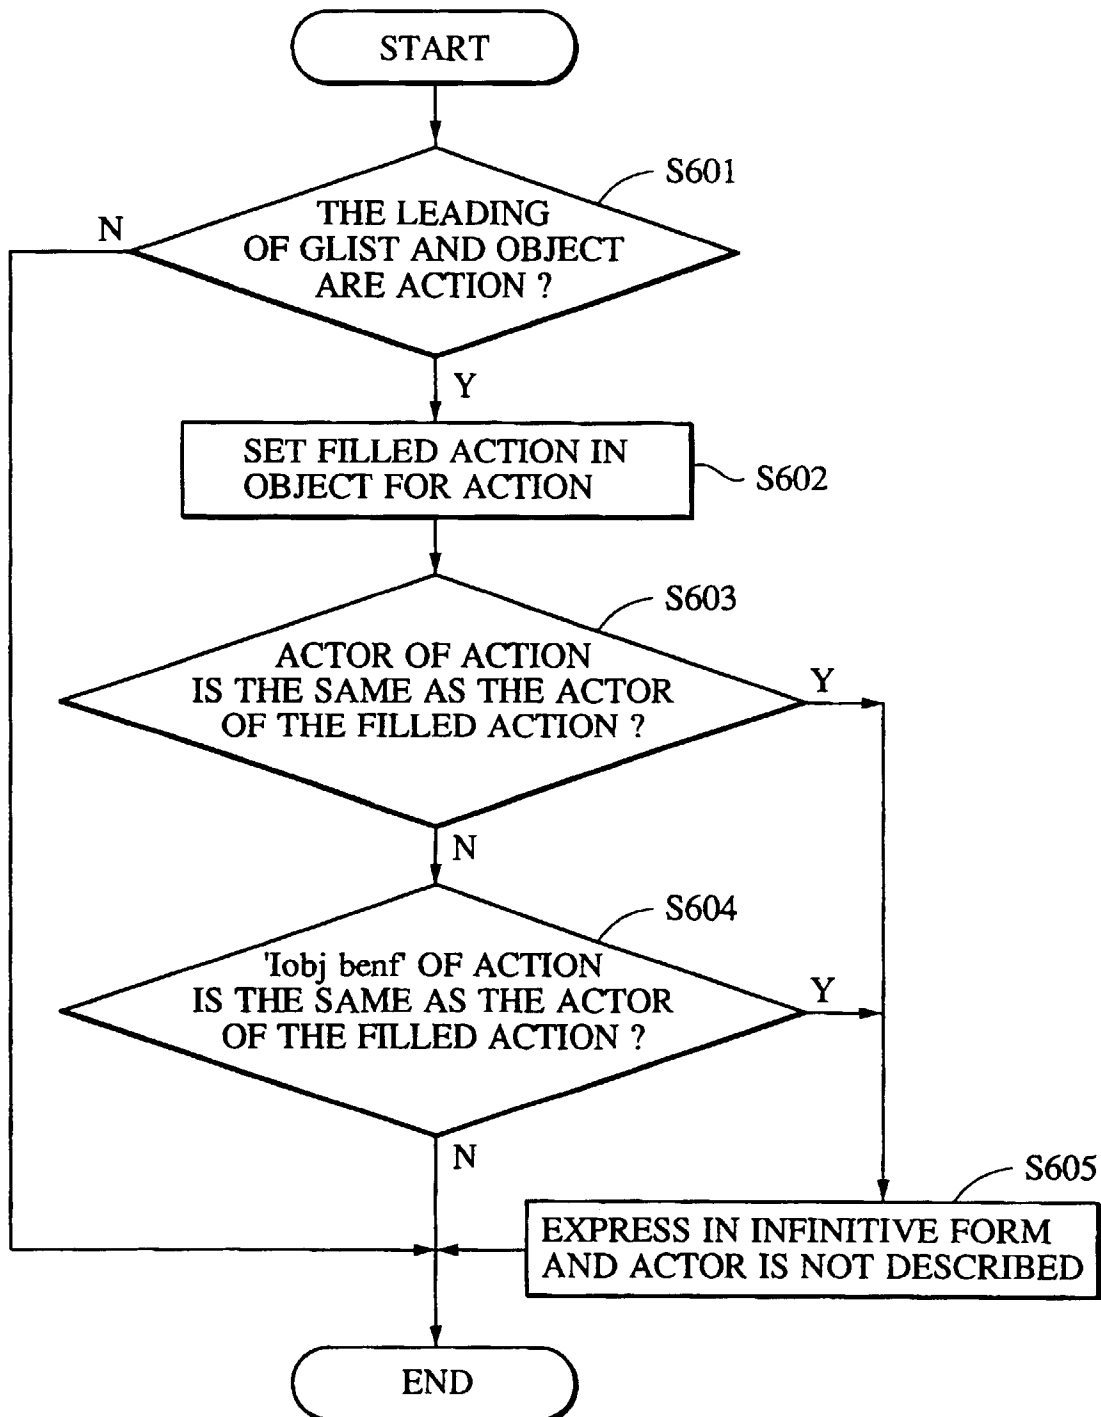 START
S601
THE LEADING
OF GLIST AND OBJECT
ARE ACTION ?
N
Y
SET FILLED ACTION IN
OBJECT FOR ACTION
S602
S603
ACTOR OF ACTION
IS THE SAME AS THE ACTOR
OF THE FILLED ACTION ?
Y
N
S604
'Iobj benf' OF ACTION
IS THE SAME AS THE ACTOR
OF THE FILLED ACTION ?
Y
N
S605
EXPRESS IN INFINITIVE FORM
AND ACTOR IS NOT DESCRIBED
END